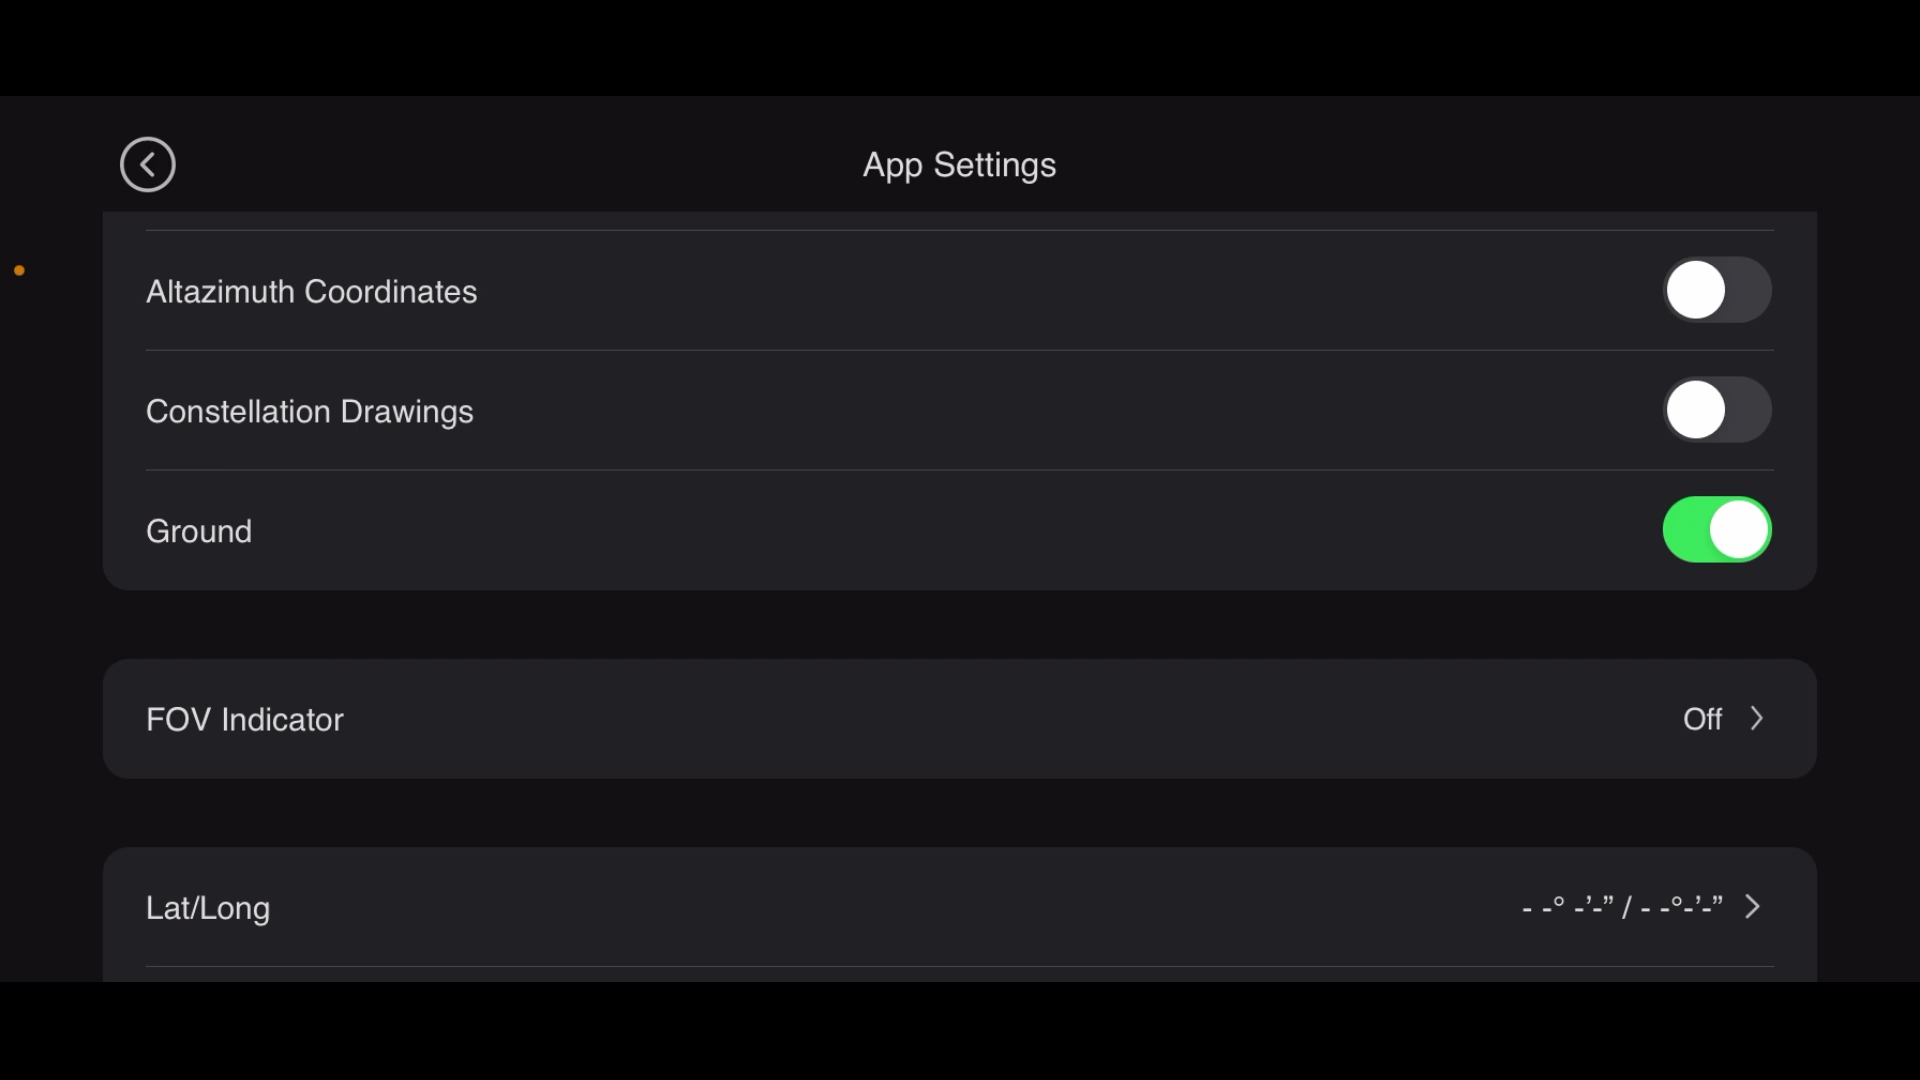 App Settings
Altazimuth Coordinates
Constellation Drawings
Ground
FOV Indicator
Off
Lat/Long
- -° -’-” / - -°-’-”